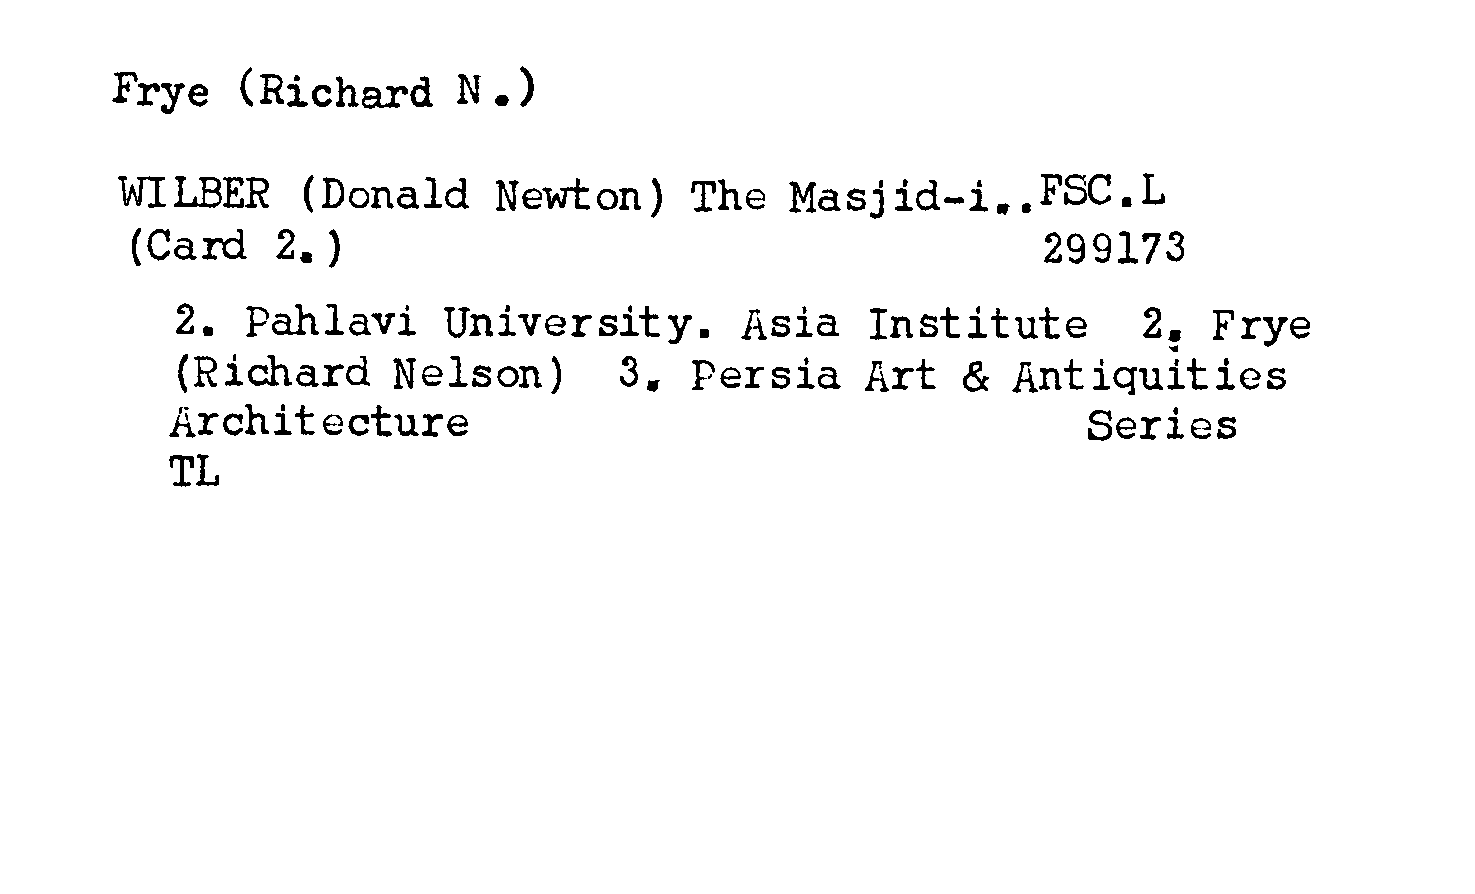 Frye (Richard N.)
WILBER (Donald Newton) The Masjid-i.. FSC.L
(Card 2.) 299173
2. Pahlavi University. Asia Institute 2. Frye
(Richard Nelson) 3. Persia Art & Antiquities
Architecture Series
TL